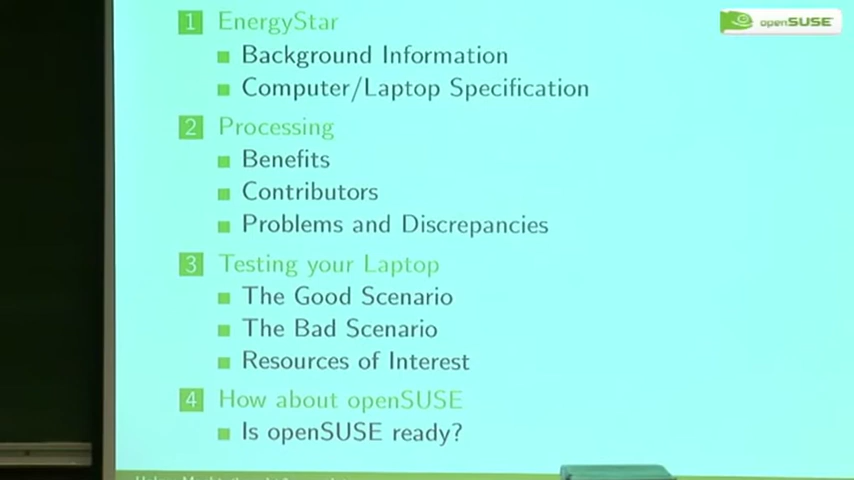 openSUSE
1 EnergyStar
Background Information
Computer/Laptop Specification
2 Processing
Benefits
Contributors
Problems and Discrepancies
3 Testing your Laptop
The Good Scenario
The Bad Scenario
Resources of Interest
4 How about openSUSE
Is openSUSE ready?